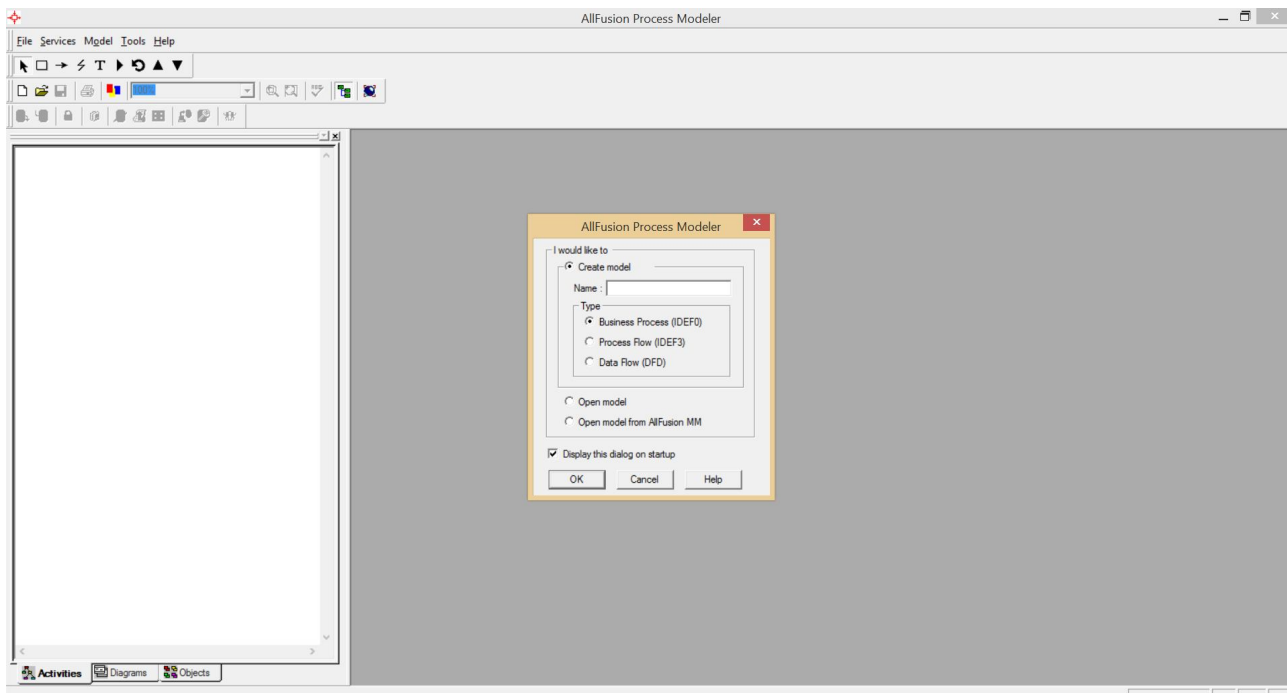 AllFusion Process Modeler
File Services Model Tools Help
100%
AllFusion Process Modeler
I would like to
Create model
Name :
Type
Business Process (IDEF0)
Process Flow (IDEF3)
Data Flow (DFD)
Open model
Open model from AllFusion MM
Display this dialog on startup
OK Cancel Help
Activities Diagrams Objects